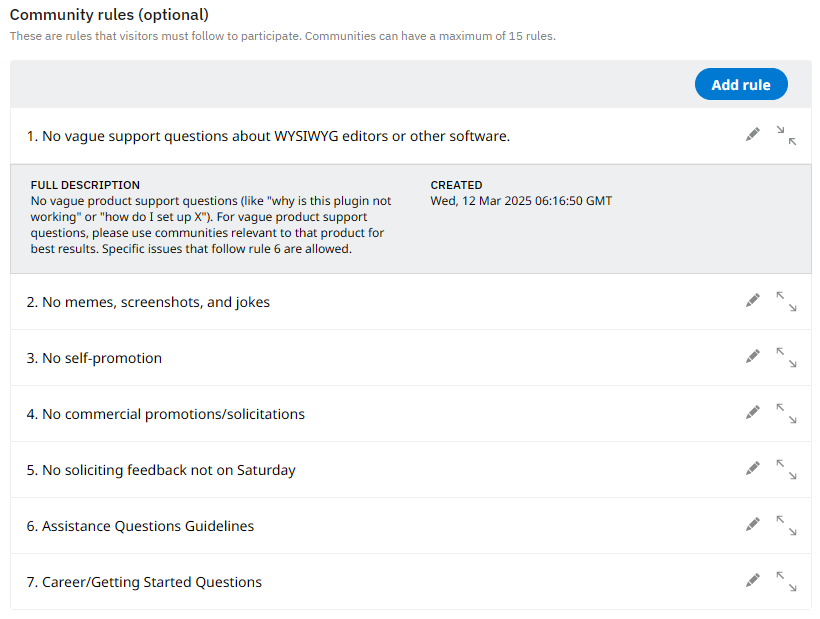 Community rules (optional)
These are rules that visitors must follow to participate. Communities can have a maximum of 15 rules.
Add rule
1. No vague support questions about WYSIWYG editors or other software.
FULL DESCRIPTION
No vague product support questions (like "why is this plugin not
working" or "how do I set up X"). For vague product support
questions, please use communities relevant to that product for
best results. Specific issues that follow rule 6 are allowed.
CREATED
Wed, 12 Mar 2025 06:16:50 GMT
2. No memes, screenshots, and jokes
3. No self-promotion
4. No commercial promotions/solicitations
5. No soliciting feedback not on Saturday
6. Assistance Questions Guidelines
7. Career/Getting Started Questions